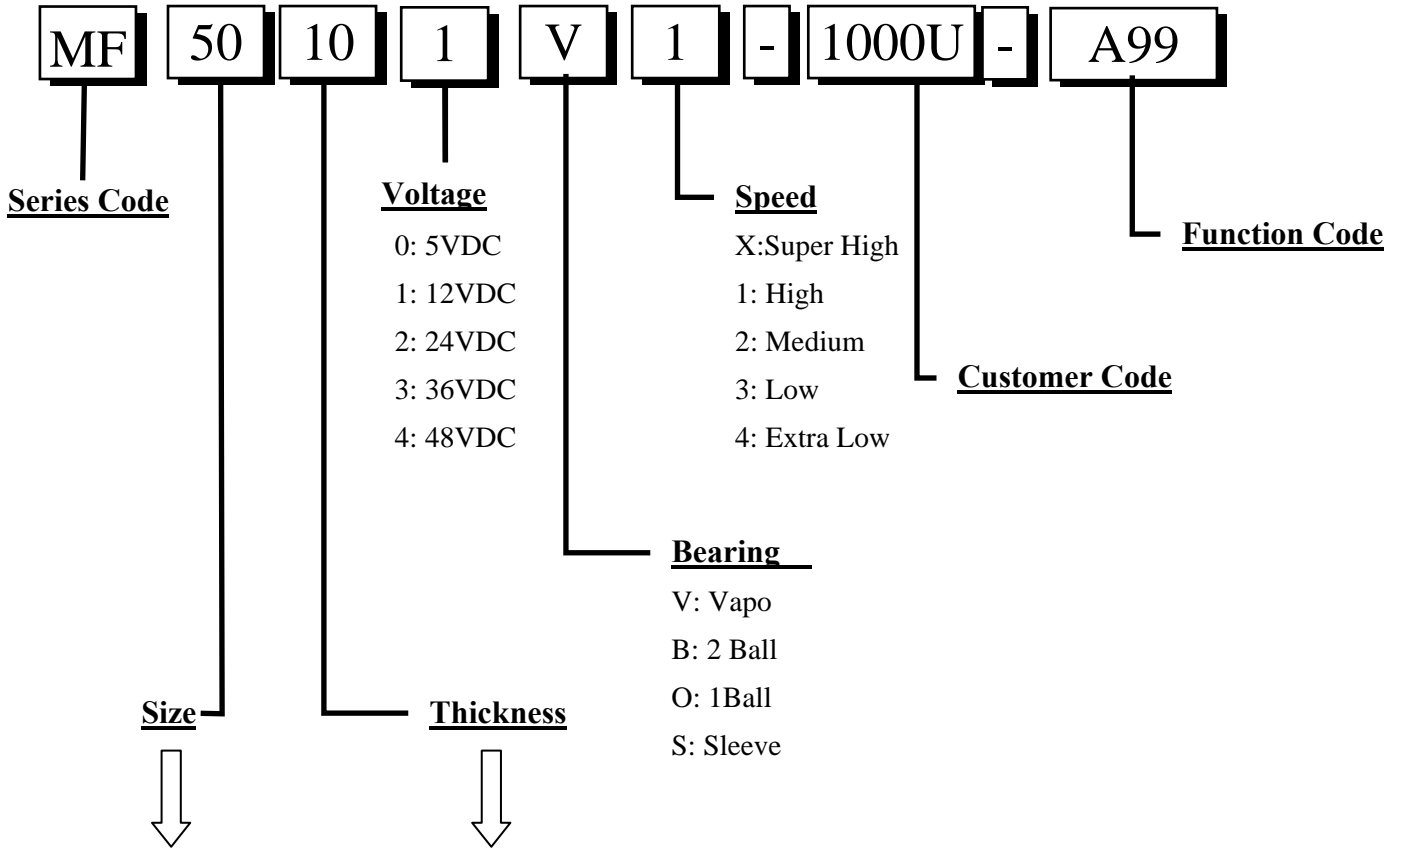 MF 50 10 1 V 1 - 1000U - A99
Series Code
Voltage
0: 5VDC
1: 12VDC
2: 24VDC
3: 36VDC
4: 48VDC
Speed
X:Super High
1: High
2: Medium
3: Low
4: Extra Low
Function Code
Customer Code
Bearing
V: Vapo
B: 2 Ball
O: 1Ball
S: Sleeve
Size
Thickness